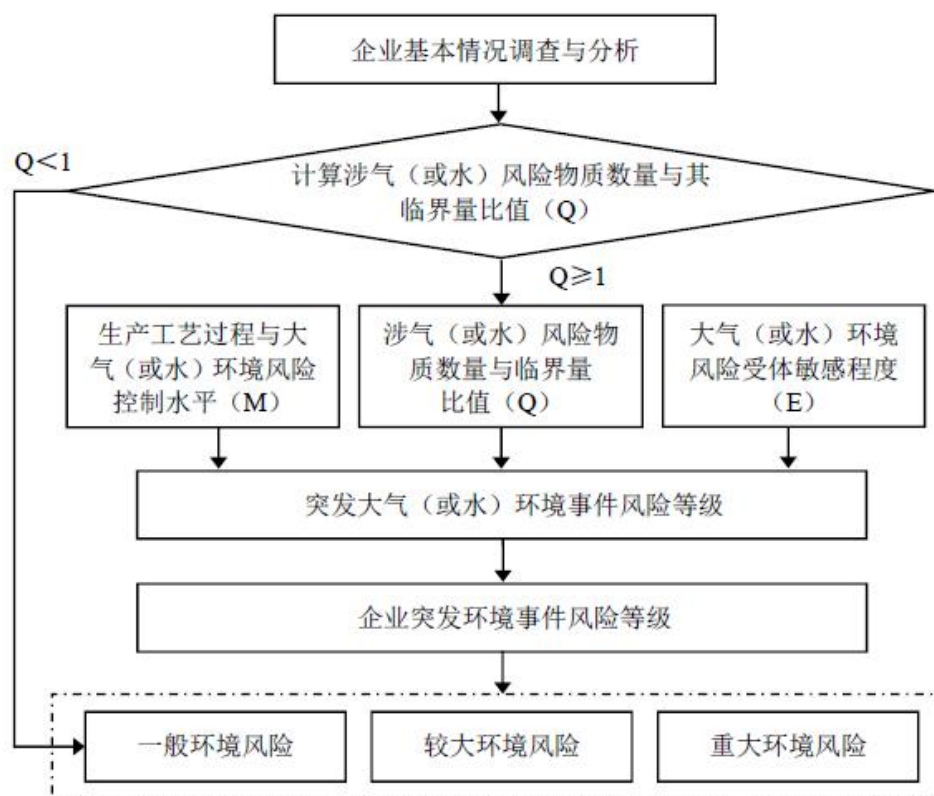 企业基本情况调查与分析
Q＜1
计算涉气（或水）风险物质数量与其
临界量比值（Q）
Q≥1
生产工艺过程与大
气（或水）环境风险
控制水平（M）
涉气（或水）风险物
质数量与临界量
比值（Q）
大气（或水）环境
风险受体敏感程度
（E）
突发大气（或水）环境事件风险等级
企业突发环境事件风险等级
一般环境风险
较大环境风险
重大环境风险